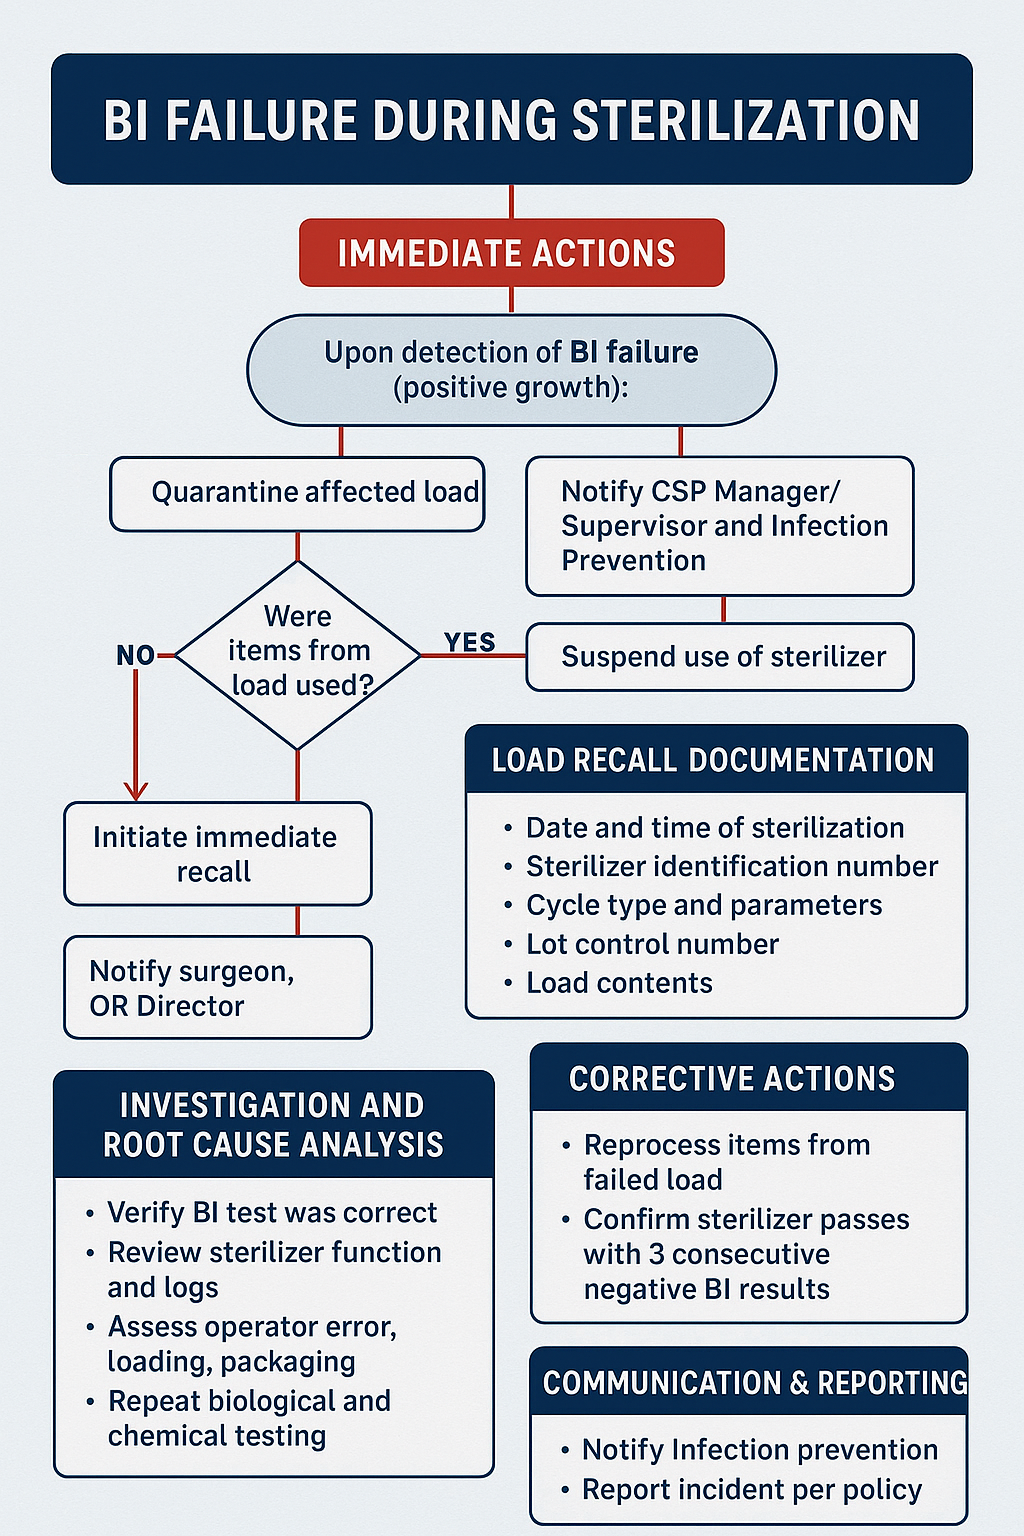 BI FAILURE DURING STERILIZATION
IMMEDIATE ACTIONS
Upon detection of BI failure
(positive growth):
Quarantine affected load
Notify CSP Manager/
Supervisor and Infection
Prevention
Were
items from
load used?
NO
YES
Suspend use of sterilizer
Initiate immediate
recall
Notify surgeon,
OR Director
LOAD RECALL DOCUMENTATION
• Date and time of sterilization
• Sterilizer identification number
• Cycle type and parameters
• Lot control number
• Load contents
INVESTIGATION AND
ROOT CAUSE ANALYSIS
• Verify BI test was correct
• Review sterilizer function
and logs
• Assess operator error,
loading, packaging
• Repeat biological and
chemical testing
CORRECTIVE ACTIONS
• Reprocess items from
failed load
• Confirm sterilizer passes
with 3 consecutive
negative BI results
COMMUNICATION & REPORTING
• Notify Infection prevention
• Report incident per policy